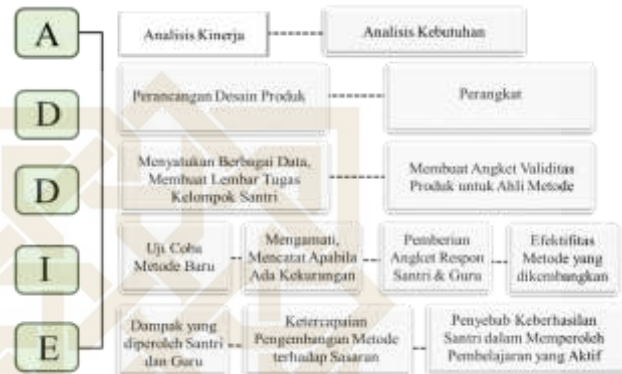 A
Analisis Kinerja
Analisis Kebutuhan
D
Perancangan Desain Produk
Perangkat
D
Menyatukan Berbagai Data,
Membuat Lembar Tugas
Kelompok Santri
Membuat Angket Validitas
Produk untuk Ahli Metode
I
Uji Coba
Metode Baru
Mengamati,
Mencatat Apabila
Ada Kekurangan
Pemberian
Angket Respon
Santri & Guru
Efektifitas
Metode yang
dikembangkan
E
Dampak yang
diperoleh Santri
dan Guru
Ketercapaian
Pengembangan Metode
terhadap Sasaran
Penyebab Keberhasilan
Santri dalam Memperoleh
Pembelajaran yang Aktif